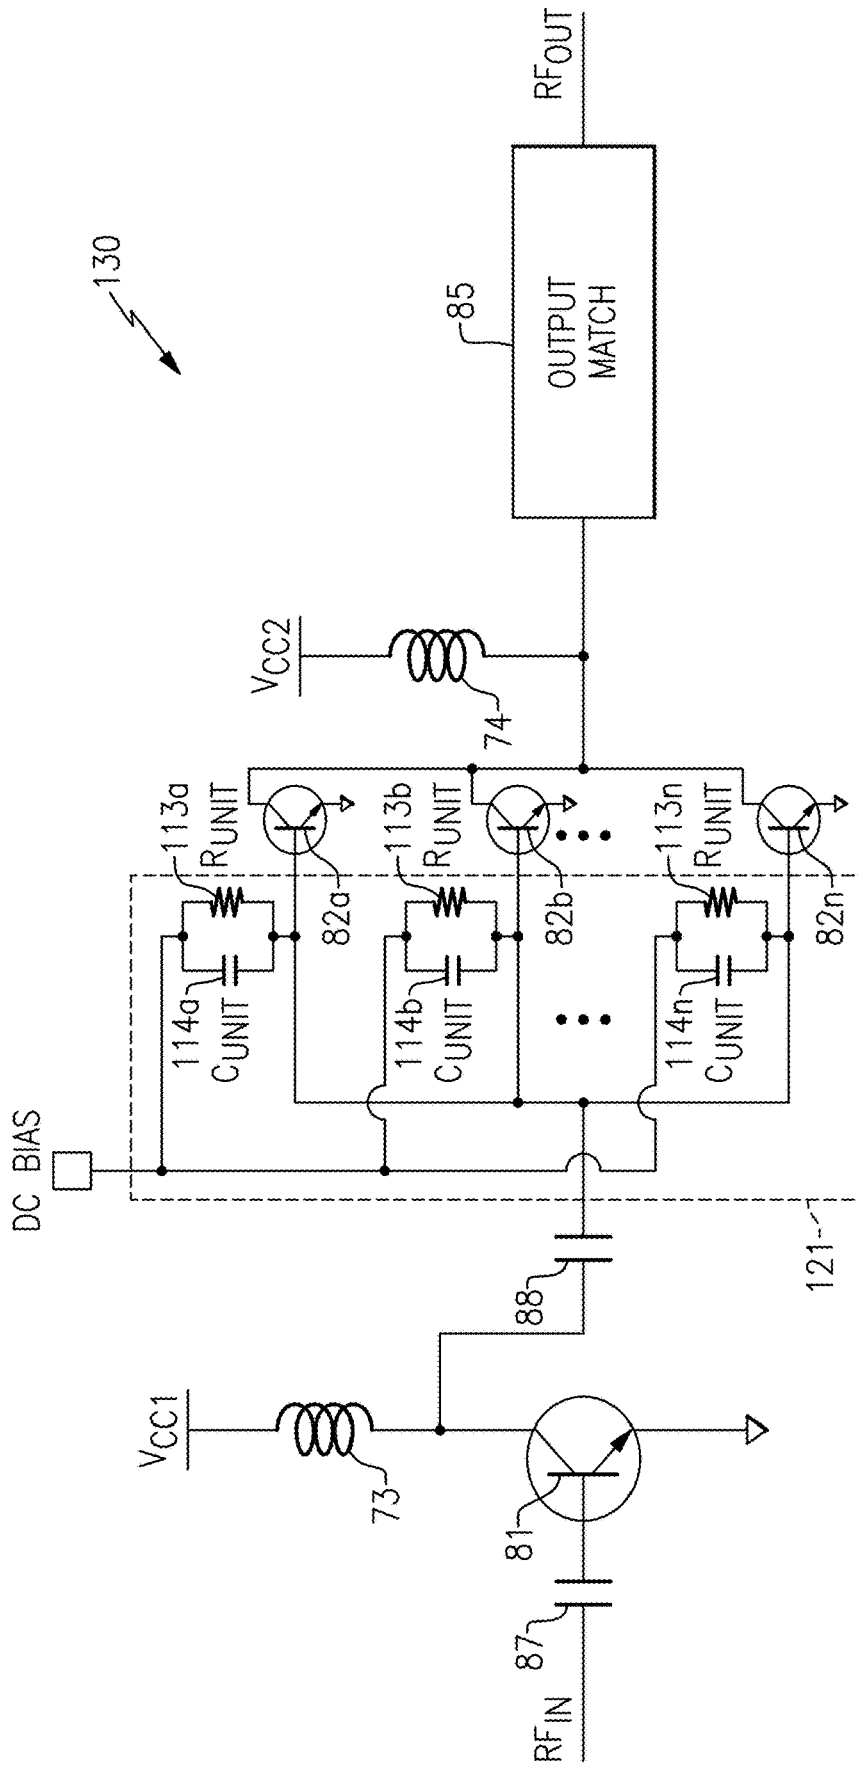 130
DC BIAS
114a
CUNIT
113a
RUNIT
82a
114b
CUNIT
113b
RUNIT
82b
114n
CUNIT
113n
RUNIT
82n
VCC1
73
VCC2
74
RFIN
87
81
88
121
85
OUTPUT
MATCH
RFOUT